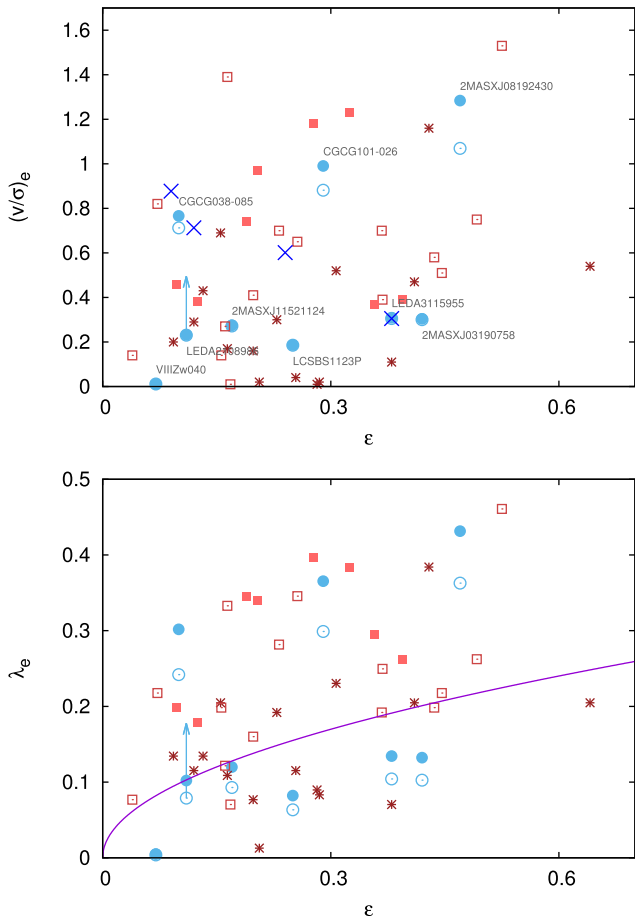 1.6
1.4
1.2
1
0.8
0.6
0.4
0.2
0
(v/σ)e
2MASXJ08192430
CGCG101-026
CGCG038-085
LEDA3115955
2MASXJ11521124
2MASXJ03190758
LCSBS1123P
VIIIZw040
0
0.3
0.6
ε
0.5
0.4
0.3
0.2
0.1
0
λe
0
0.3
0.6
ε